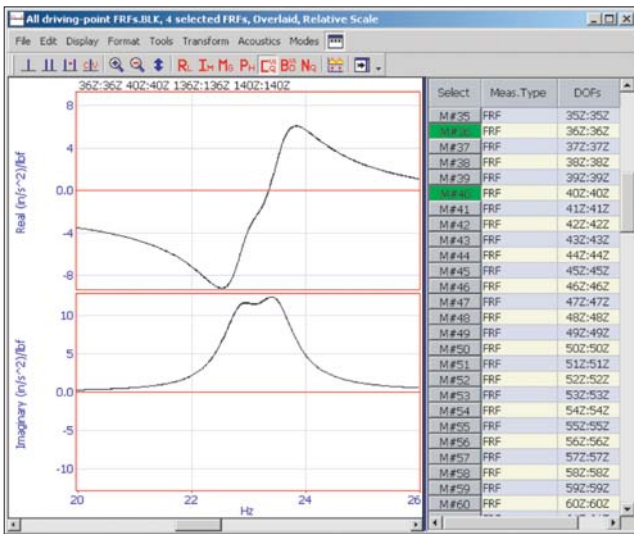 All driving-point FRFs.BLK, 4 selected FRFs, Overlaid, Relative Scale
File Edit Display Format Tools Transform Acoustics Modes
36Z:36Z 40Z:40Z 136Z:136Z 140Z:140Z
Real (in/s^2)/lbf
8
4
0.0
-4
-8
Imaginary (in/s^2)/lbf
10
5
0.0
-5
-10
20 22 24 26
Hz
Select Meas.Type DOFs
M#35 FRF 35Z:35Z
M#36 FRF 36Z:36Z
M#37 FRF 37Z:37Z
M#38 FRF 38Z:38Z
M#39 FRF 39Z:39Z
M#40 FRF 40Z:40Z
M#41 FRF 41Z:41Z
M#42 FRF 42Z:42Z
M#43 FRF 43Z:43Z
M#44 FRF 44Z:44Z
M#45 FRF 45Z:45Z
M#46 FRF 46Z:46Z
M#47 FRF 47Z:47Z
M#48 FRF 48Z:48Z
M#49 FRF 49Z:49Z
M#50 FRF 50Z:50Z
M#51 FRF 51Z:51Z
M#52 FRF 52Z:52Z
M#53 FRF 53Z:53Z
M#54 FRF 54Z:54Z
M#55 FRF 55Z:55Z
M#56 FRF 56Z:56Z
M#57 FRF 57Z:57Z
M#58 FRF 58Z:58Z
M#59 FRF 59Z:59Z
M#60 FRF 60Z:60Z